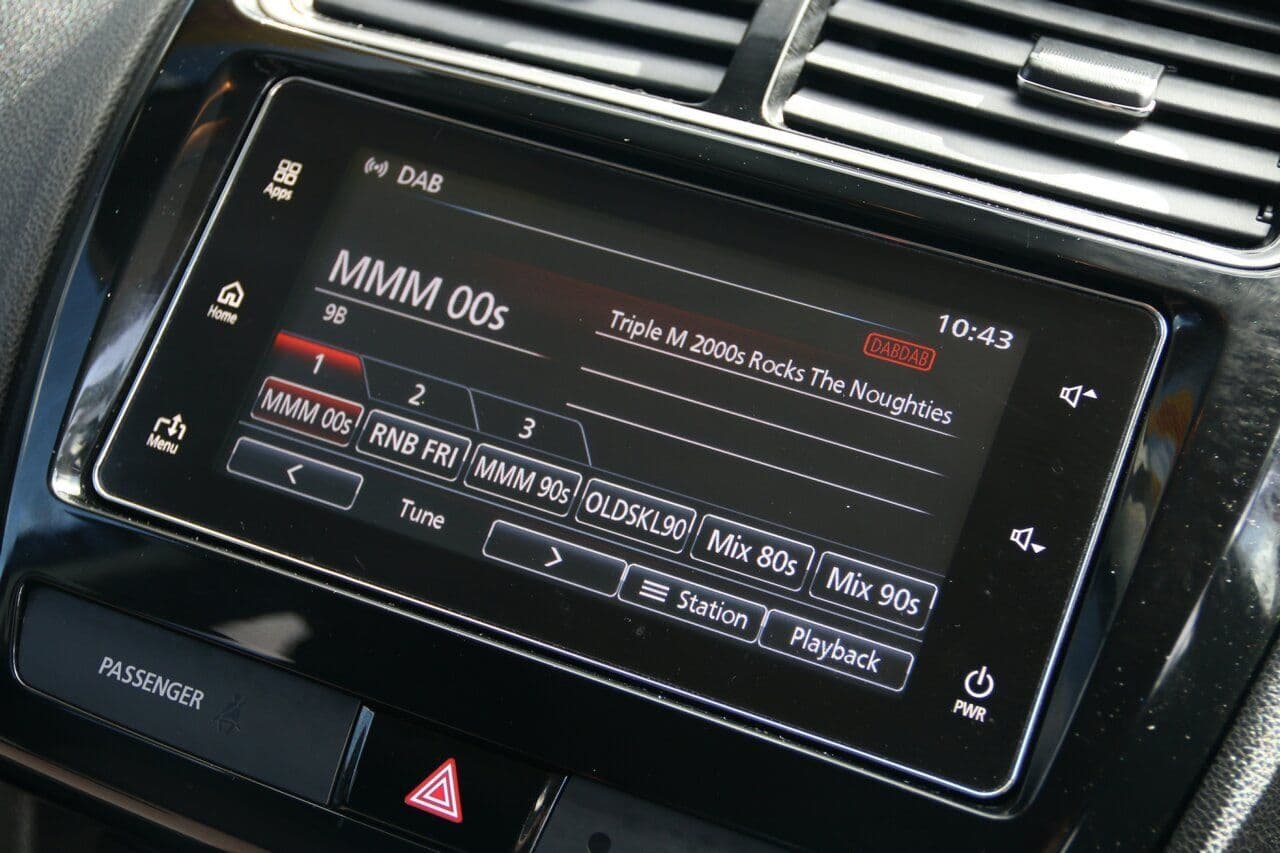 DAB
Apps
10:43
MMM 00s
DABDAB
9B
Triple M 2000s Rocks The Noughties
Home
1 2 3
MMM 00s RNB FRI MMM 90s OLDSKL90 Mix 80s Mix 90s
Menu
< Tune > Station Playback
PWR
PASSENGER